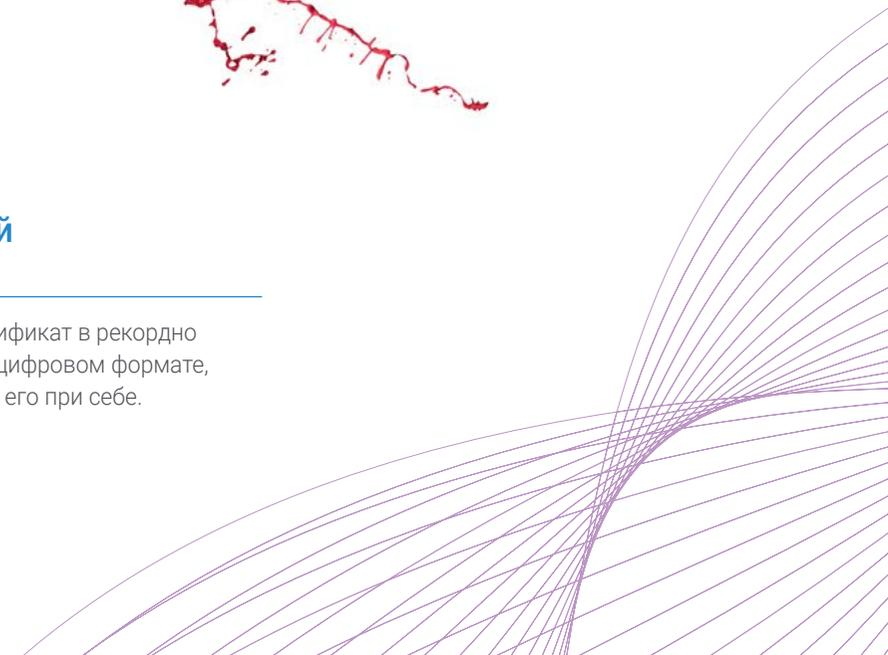 й
ификат в рекордно
цифровом формате,
его при себе.